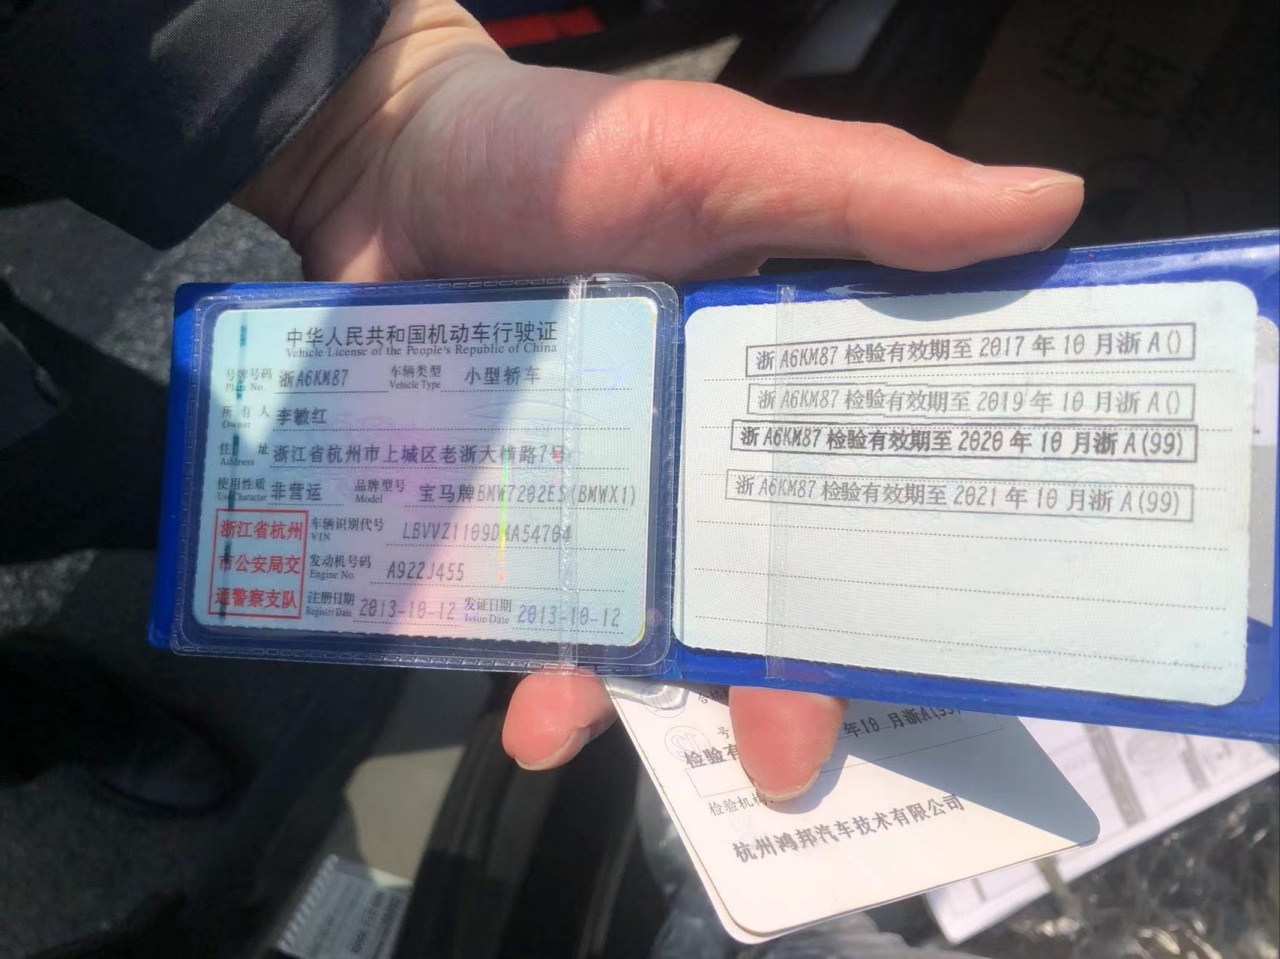 中华人民共和国机动车行驶证
Vehicle License of the People's Republic of China
号牌号码 浙A6KM87 车辆类型 小型轿车
Plate No. Vehicle Type
所有人 李敏红
Owner
住址 浙江省杭州市上城区老浙大横路7号
Address
使用性质 非营运 品牌型号 宝马牌BMW7202ES(BMWX1)
Use Character Model
浙江省杭州
市公安局交
通警察支队
车辆识别代号 LBVVZ1109DMA54704
VIN
发动机号码 A922J455
Engine No.
注册日期 2013-10-12 发证日期 2013-10-12
Register Date Issue Date
浙A6KM87 检验有效期至 2017 年 10 月浙 A()
浙A6KM87 检验有效期至 2019 年 10 月浙 A()
浙A6KM87 检验有效期至 2020 年 10 月浙 A(99)
浙A6KM87 检验有效期至 2021 年 10 月浙 A(99)
号
检验有 年10 月浙A(99)
检验机构
杭州鸿邦汽车技术有限公司